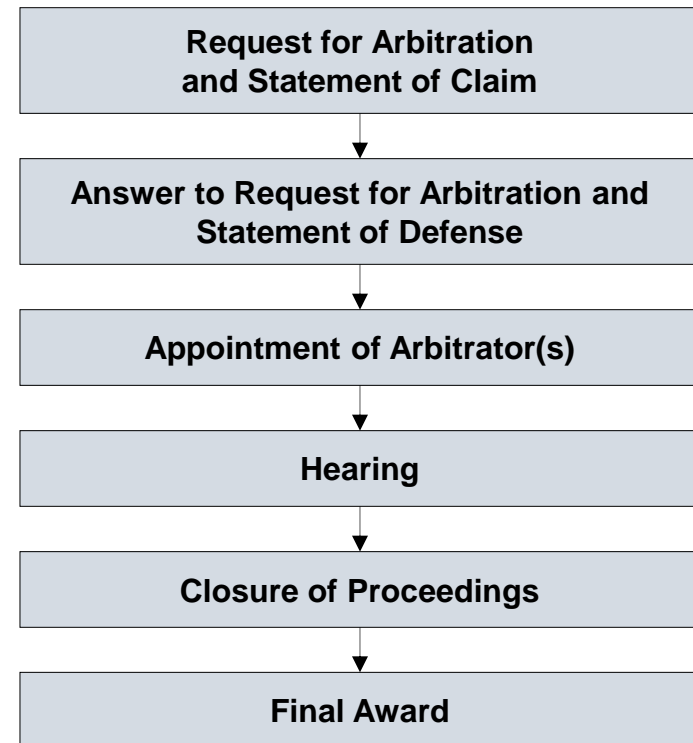 Request for Arbitration
and Statement of Claim
Answer to Request for Arbitration and
Statement of Defense
Appointment of Arbitrator(s)
Hearing
Closure of Proceedings
Final Award